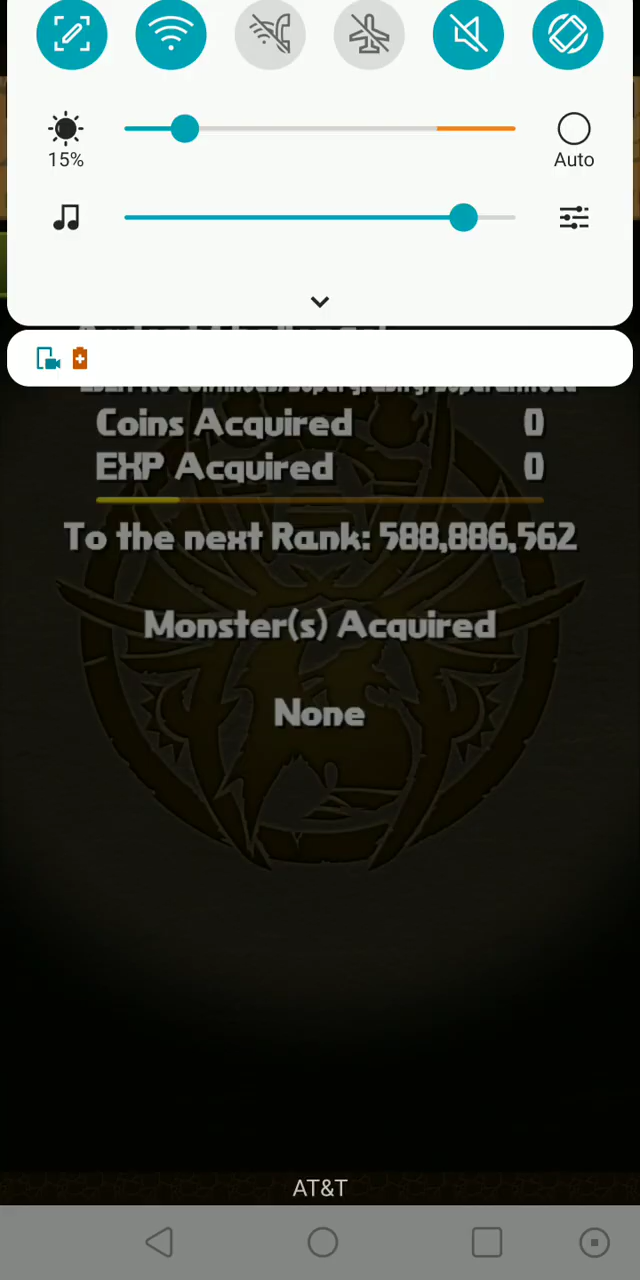 15%
Auto
Coins Acquired 0
EXP Acquired 0
To the next Rank: 588,886,562
Monster(s) Acquired
None
AT&T